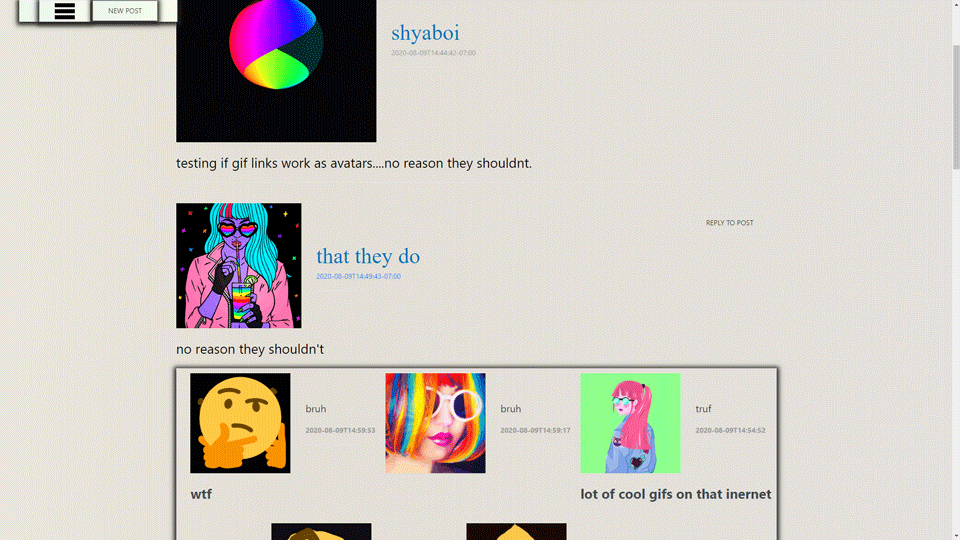 NEW POST
shyaboi
2020-08-09T14:44:42-07:00
testing if gif links work as avatars....no reason they shouldnt.
REPLY TO POST
that they do
2020-08-09T14:49:43-07:00
no reason they shouldn't
bruh
2020-08-09T14:59:53
wtf
bruh
2020-08-09T14:59:17
truf
2020-08-09T14:54:52
lot of cool gifs on that inernet